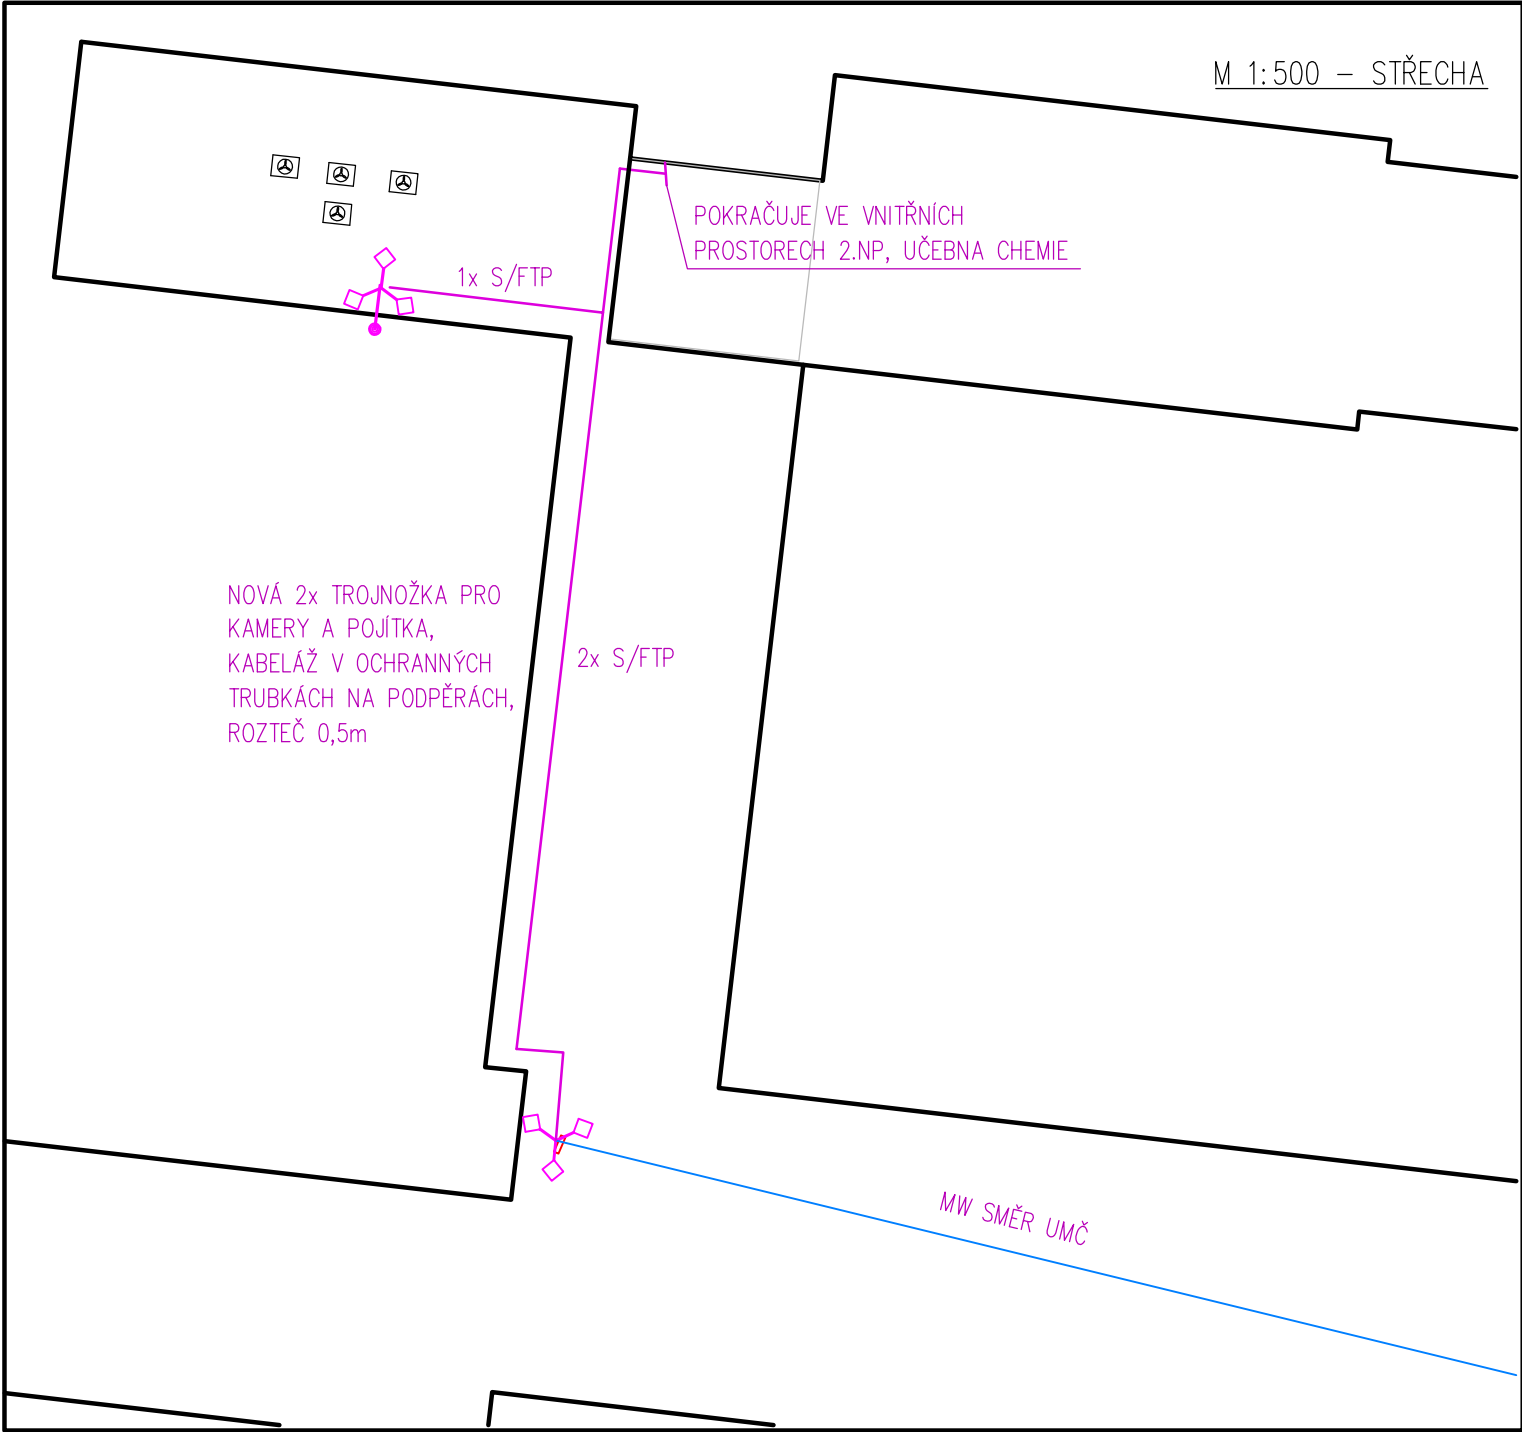 M 1:500 – STŘECHA
POKRAČUJE VE VNITŘNÍCH
PROSTORECH 2.NP, UČEBNA CHEMIE
1x S/FTP
NOVÁ 2x TROJNOŽKA PRO
KAMERY A POJÍTKA,
KABELÁŽ V OCHRANNÝCH
TRUBKÁCH NA PODPĚRÁCH,
ROZTEČ 0,5m
2x S/FTP
MW SMĚR UMČ